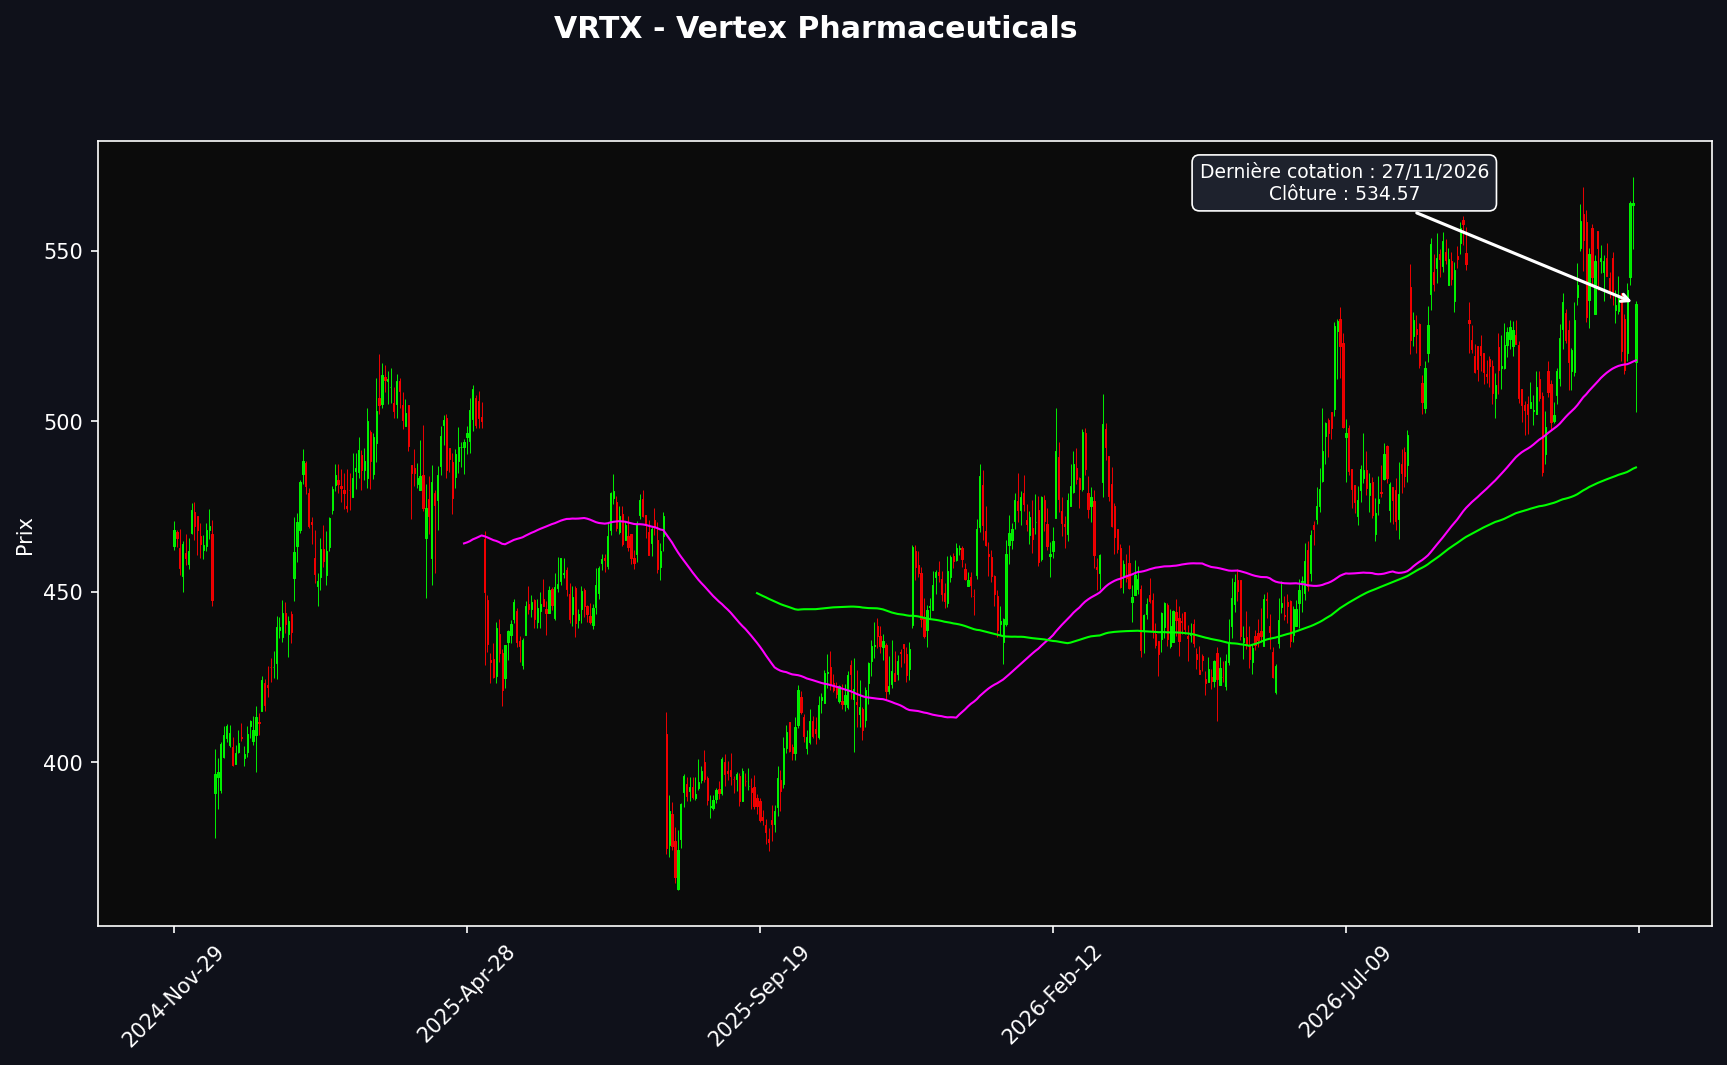 VRTX - Vertex Pharmaceuticals
Dernière cotation : 27/11/2026
Clôture : 534.57
Prix
550
500
450
400
2024-Nov-29
2025-Apr-28
2025-Sep-19
2026-Feb-12
2026-Jul-09